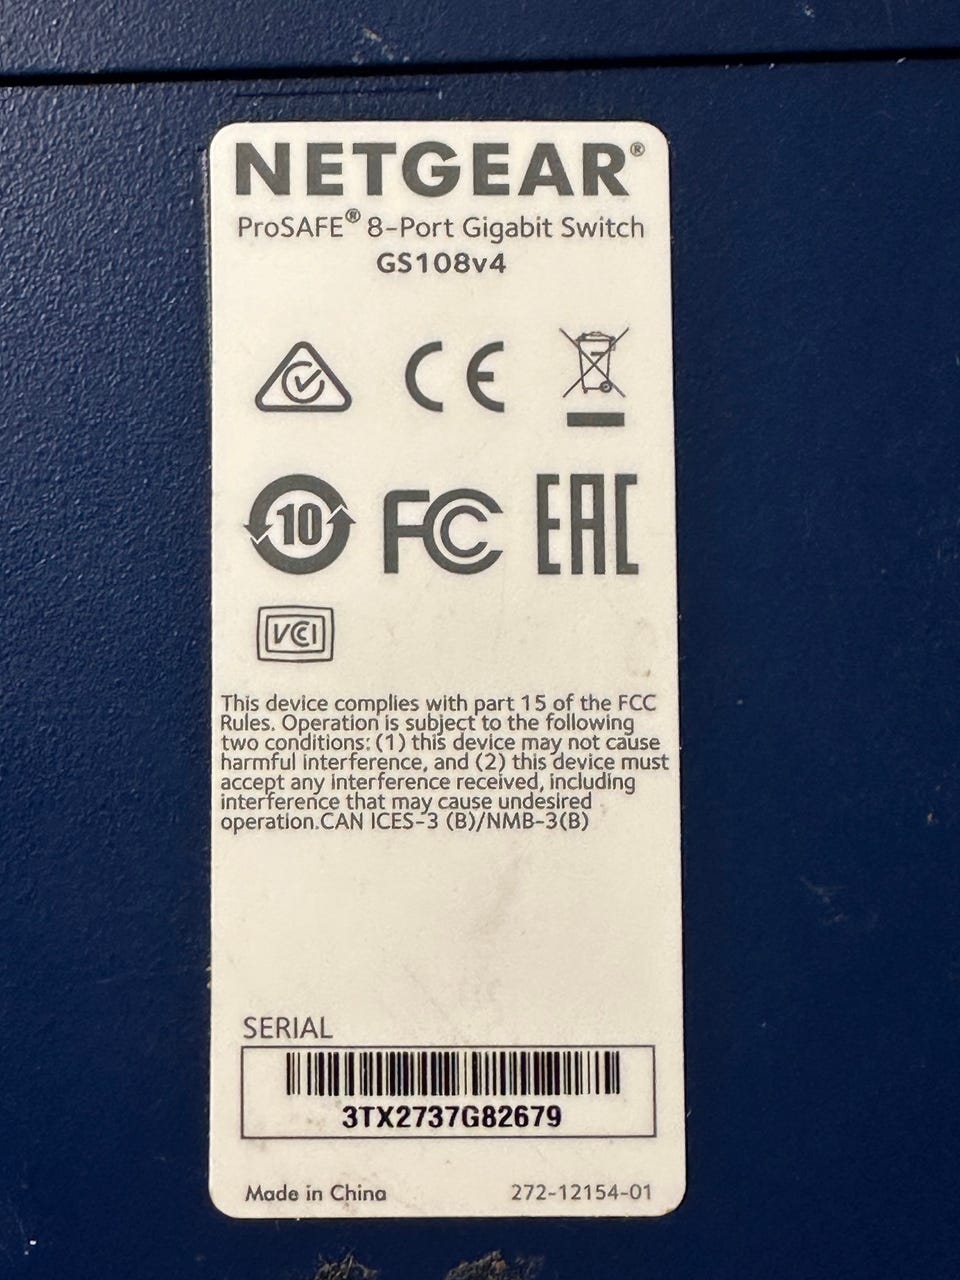 NETGEAR®
ProSAFE® 8-Port Gigabit Switch
GS108v4
CE
10 FC EAC
VCCI
This device complies with part 15 of the FCC
Rules. Operation is subject to the following
two conditions: (1) this device may not cause
harmful interference, and (2) this device must
accept any interference received, including
interference that may cause undesired
operation.CAN ICES-3 (B)/NMB-3(B)
SERIAL
3TX2737G82679
Made in China 272-12154-01